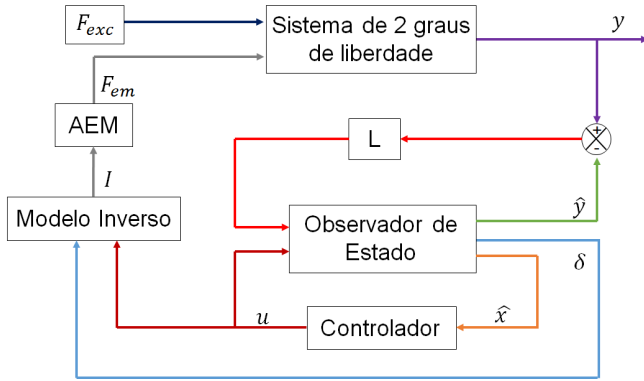 F_exc
Sistema de 2 graus
de liberdade
y
F_em
AEM
L
+
-
I
Modelo Inverso
Observador de
Estado
ŷ
δ
u
Controlador
x̂